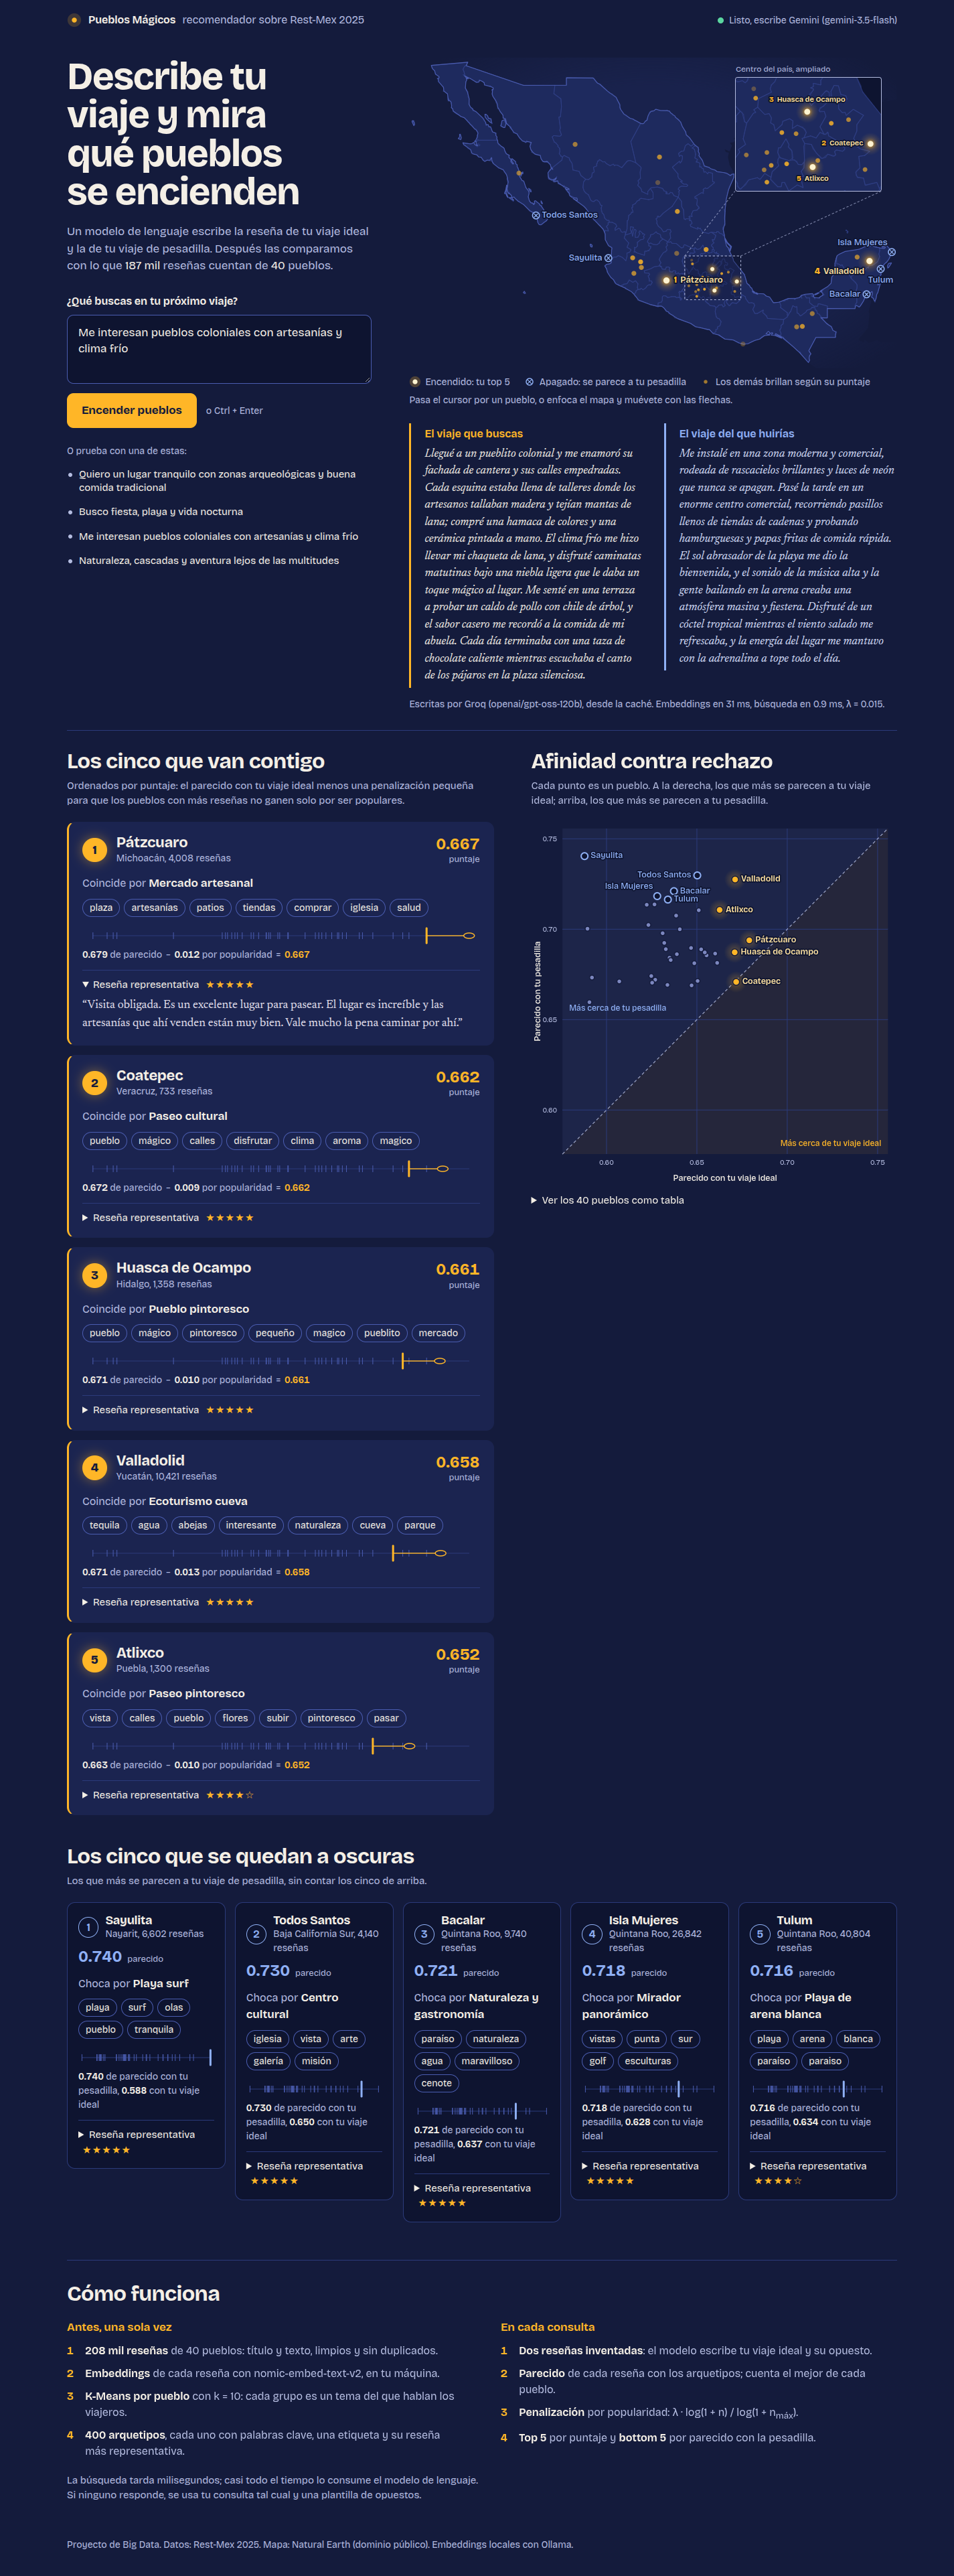 Pueblos Mágicos recomendador sobre Rest-Mex 2025
Listo, escribe Gemini (gemini-3.5-flash)
Describe tu
viaje y mira
qué pueblos
se encienden
Un modelo de lenguaje escribe la reseña de tu viaje ideal
y la de tu viaje de pesadilla. Después las comparamos
con lo que 187 mil reseñas cuentan de 40 pueblos.
¿Qué buscas en tu próximo viaje?
Me interesan pueblos coloniales con artesanías y
clima frío
Encender pueblos o Ctrl + Enter
O prueba con una de estas:
Quiero un lugar tranquilo con zonas arqueológicas y buena
comida tradicional
Busco fiesta, playa y vida nocturna
Me interesan pueblos coloniales con artesanías y clima frío
Naturaleza, cascadas y aventura lejos de las multitudes
Centro del país, ampliado
3 Huasca de Ocampo
2 Coatepec
5 Atlixco
Todos Santos
Sayulita
1 Pátzcuaro
Isla Mujeres
4 Valladolid
Tulum
Bacalar
Encendido: tu top 5
Apagado: se parece a tu pesadilla
Los demás brillan según su puntaje
Pasa el cursor por un pueblo, o enfoca el mapa y muévete con las flechas.
El viaje que buscas
Llegué a un pueblito colonial y me enamoró su
fachada de cantera y sus calles empedradas.
Cada esquina estaba llena de talleres donde los
artesanos tallaban madera y tejían mantas de
lana; compré una hamaca de colores y una
cerámica pintada a mano. El clima frío me hizo
llevar mi chaqueta de lana, y disfruté caminatas
matutinas bajo una niebla ligera que le daba un
toque mágico al lugar. Me senté en una terraza
a probar un caldo de pollo con chile de árbol, y
el sabor casero me recordó a la comida de mi
abuela. Cada día terminaba con una taza de
chocolate caliente mientras escuchaba el canto
de los pájaros en la plaza silenciosa.
El viaje del que huirías
Me instalé en una zona moderna y comercial,
rodeada de rascacielos brillantes y luces de neón
que nunca se apagan. Pasé la tarde en un
enorme centro comercial, recorriendo pasillos
llenos de tiendas de cadenas y probando
hamburguesas y papas fritas de comida rápida.
El sol abrasador de la playa me dio la
bienvenida, y el sonido de la música alta y la
gente bailando en la arena creaba una
atmósfera masiva y fiestera. Disfruté de un
cóctel tropical mientras el viento salado me
refrescaba, y la energía del lugar me mantuvo
con la adrenalina a tope todo el día.
Escritas por Groq (openai/gpt-oss-120b), desde la caché. Embeddings en 31 ms, búsqueda en 0.9 ms, λ = 0.015.
Los cinco que van contigo
Ordenados por puntaje: el parecido con tu viaje ideal menos una penalización pequeña
para que los pueblos con más reseñas no ganen solo por ser populares.
1 Pátzcuaro 0.667
Michoacán, 4,008 reseñas puntaje
Coincide por Mercado artesanal
plaza artesanías patios tiendas comprar iglesia salud
0.679 de parecido − 0.012 por popularidad = 0.667
▼ Reseña representativa ★★★★★
“Visita obligada. Es un excelente lugar para pasear. El lugar es increíble y las
artesanías que ahí venden están muy bien. Vale mucho la pena caminar por ahí.”
2 Coatepec 0.662
Veracruz, 733 reseñas puntaje
Coincide por Paseo cultural
pueblo mágico calles disfrutar clima aroma magico
0.672 de parecido − 0.009 por popularidad = 0.662
▶ Reseña representativa ★★★★★
3 Huasca de Ocampo 0.661
Hidalgo, 1,358 reseñas puntaje
Coincide por Pueblo pintoresco
pueblo mágico pintoresco pequeño magico pueblito mercado
0.671 de parecido − 0.010 por popularidad = 0.661
▶ Reseña representativa ★★★★★
4 Valladolid 0.658
Yucatán, 10,421 reseñas puntaje
Coincide por Ecoturismo cueva
tequila agua abejas interesante naturaleza cueva parque
0.671 de parecido − 0.013 por popularidad = 0.658
▶ Reseña representativa ★★★★★
5 Atlixco 0.652
Puebla, 1,300 reseñas puntaje
Coincide por Paseo pintoresco
vista calles pueblo flores subir pintoresco pasar
0.663 de parecido − 0.010 por popularidad = 0.652
▶ Reseña representativa ★★★★☆
Afinidad contra rechazo
Cada punto es un pueblo. A la derecha, los que más se parecen a tu viaje
ideal; arriba, los que más se parecen a tu pesadilla.
0.75
0.70
0.65
0.60
Parecido con tu pesadilla
Sayulita
Todos Santos
Valladolid
Isla Mujeres
Bacalar
Tulum
Atlixco
Pátzcuaro
Huasca de Ocampo
Coatepec
Más cerca de tu pesadilla
Más cerca de tu viaje ideal
0.60 0.65 0.70 0.75
Parecido con tu viaje ideal
▶ Ver los 40 pueblos como tabla
Los cinco que se quedan a oscuras
Los que más se parecen a tu viaje de pesadilla, sin contar los cinco de arriba.
1 Sayulita
Nayarit, 6,602 reseñas
0.740 parecido
Choca por Playa surf
playa surf olas
pueblo tranquila
0.740 de parecido con tu
pesadilla, 0.588 con tu viaje
ideal
▶ Reseña representativa
★★★★★
2 Todos Santos
Baja California Sur, 4,140
reseñas
0.730 parecido
Choca por Centro
cultural
iglesia vista arte
galería misión
0.730 de parecido con tu
pesadilla, 0.650 con tu viaje
ideal
▶ Reseña representativa
★★★★★
3 Bacalar
Quintana Roo, 9,740
reseñas
0.721 parecido
Choca por Naturaleza y
gastronomía
paraíso naturaleza
agua maravilloso
cenote
0.721 de parecido con tu
pesadilla, 0.637 con tu viaje
ideal
▶ Reseña representativa
★★★★★
4 Isla Mujeres
Quintana Roo, 26,842
reseñas
0.718 parecido
Choca por Mirador
panorámico
vistas punta sur
golf esculturas
0.718 de parecido con tu
pesadilla, 0.628 con tu viaje
ideal
▶ Reseña representativa
★★★★★
5 Tulum
Quintana Roo, 40,804
reseñas
0.716 parecido
Choca por Playa de
arena blanca
playa arena blanca
paraíso paraiso
0.716 de parecido con tu
pesadilla, 0.634 con tu viaje
ideal
▶ Reseña representativa
★★★★☆
Cómo funciona
Antes, una sola vez
1 208 mil reseñas de 40 pueblos: título y texto, limpios y sin duplicados.
2 Embeddings de cada reseña con nomic-embed-text-v2, en tu máquina.
3 K-Means por pueblo con k = 10: cada grupo es un tema del que hablan los
viajeros.
4 400 arquetipos, cada uno con palabras clave, una etiqueta y su reseña
más representativa.
En cada consulta
1 Dos reseñas inventadas: el modelo escribe tu viaje ideal y su opuesto.
2 Parecido de cada reseña con los arquetipos; cuenta el mejor de cada
pueblo.
3 Penalización por popularidad: λ · log(1 + n) / log(1 + nmáx).
4 Top 5 por puntaje y bottom 5 por parecido con la pesadilla.
La búsqueda tarda milisegundos; casi todo el tiempo lo consume el modelo de lenguaje.
Si ninguno responde, se usa tu consulta tal cual y una plantilla de opuestos.
Proyecto de Big Data. Datos: Rest-Mex 2025. Mapa: Natural Earth (dominio público). Embeddings locales con Ollama.